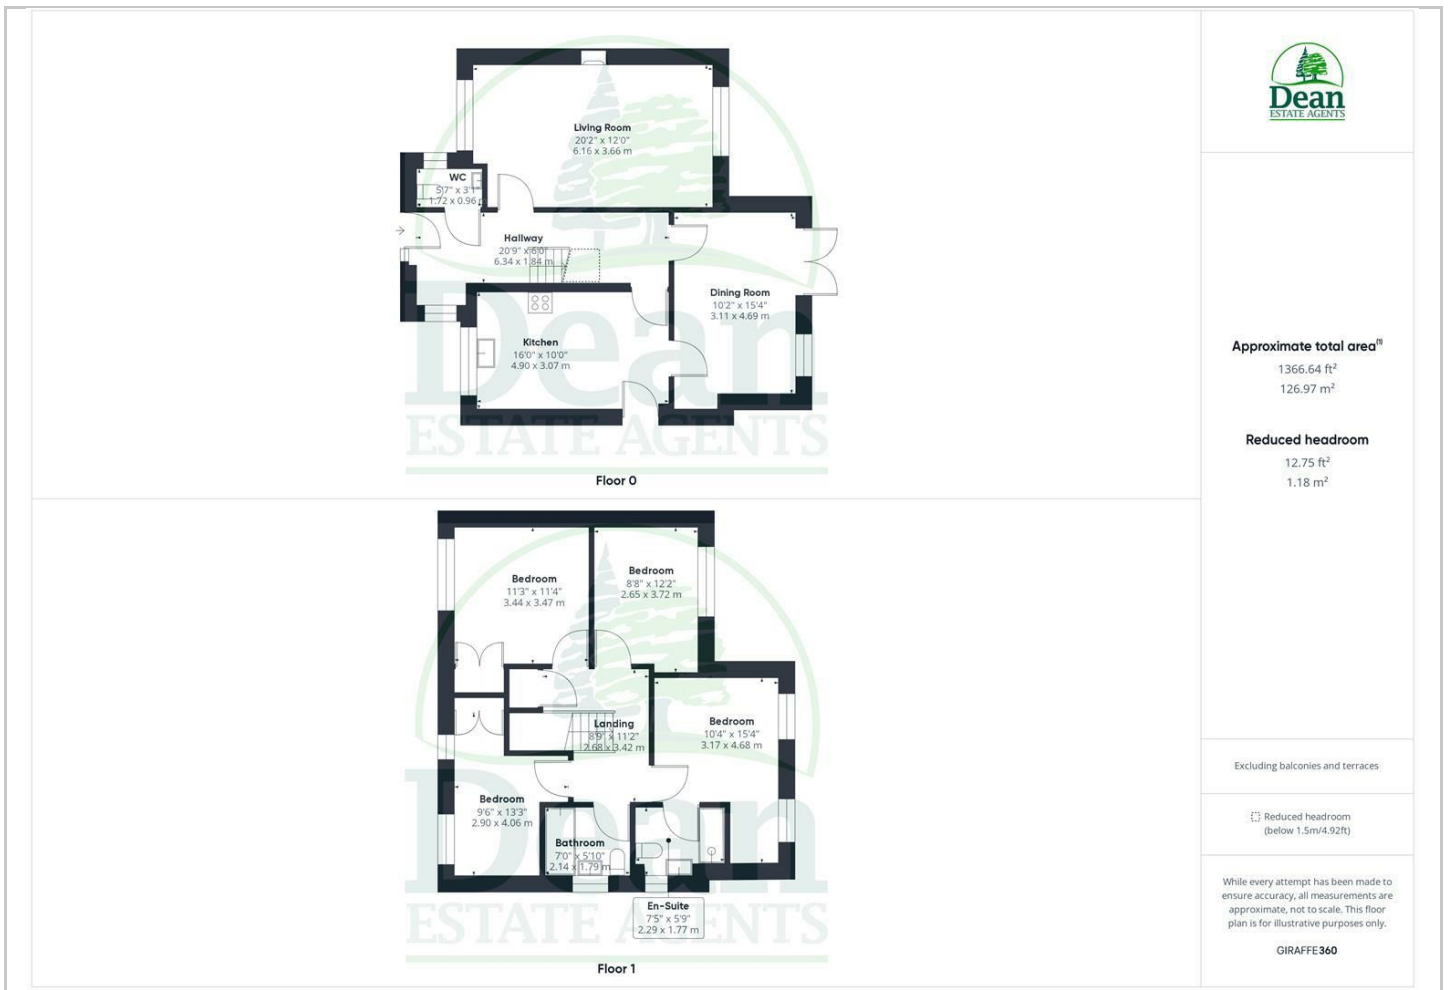 Living Room
20'2" x 12'0"
6.16 x 3.66 m
WC
5'7" x 3'1"
1.72 x 0.96 m
Hallway
20'9" x 6'0"
6.34 x 1.84 m
Dining Room
10'2" x 15'4"
3.11 x 4.69 m
Kitchen
16'0" x 10'0"
4.90 x 3.07 m
Dean
ESTATE AGENTS
Floor 0
Bedroom
11'3" x 11'4"
3.44 x 3.47 m
Bedroom
8'8" x 12'2"
2.65 x 3.72 m
Landing
8'9" x 11'2"
2.68 x 3.42 m
Bedroom
10'4" x 15'4"
3.17 x 4.68 m
Bedroom
9'6" x 13'3"
2.90 x 4.06 m
Bathroom
7'0" x 5'10"
2.14 x 1.79 m
En-Suite
7'5" x 5'9"
2.29 x 1.77 m
Dean
ESTATE AGENTS
Floor 1
Dean
ESTATE AGENTS
Approximate total area⁽¹⁾
1366.64 ft²
126.97 m²
Reduced headroom
12.75 ft²
1.18 m²
Excluding balconies and terraces
Reduced headroom
(below 1.5m/4.92ft)
While every attempt has been made to
ensure accuracy, all measurements are
approximate, not to scale. This floor
plan is for illustrative purposes only.
GIRAFFE360